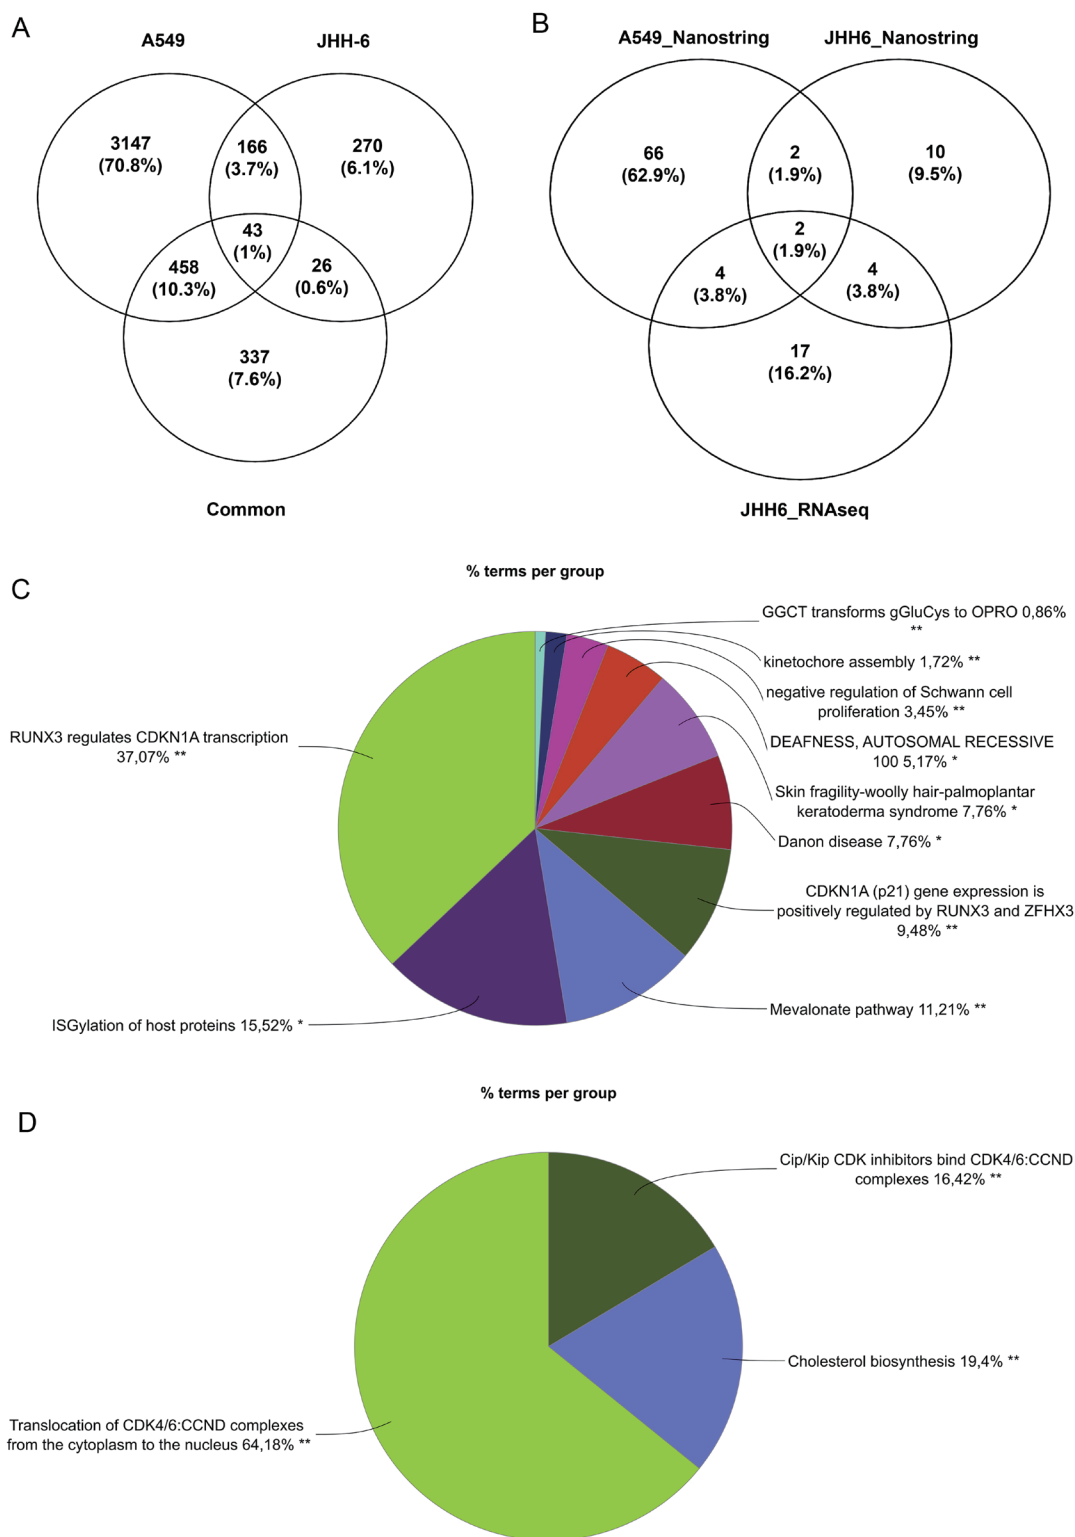 A
A549
JHH-6
3147
(70.8%)
166
(3.7%)
270
(6.1%)
43
(1%)
458
(10.3%)
26
(0.6%)
337
(7.6%)
Common
B
A549_Nanostring
JHH6_Nanostring
66
(62.9%)
2
(1.9%)
10
(9.5%)
2
(1.9%)
4
(3.8%)
4
(3.8%)
17
(16.2%)
JHH6_RNAseq
C
% terms per group
GGCT transforms gGluCys to OPRO 0,86%
**
kinetochore assembly 1,72% **
negative regulation of Schwann cell
proliferation 3,45% **
DEAFNESS, AUTOSOMAL RECESSIVE
100 5,17% *
Skin fragility-woolly hair-palmoplantar
keratoderma syndrome 7,76% *
Danon disease 7,76% *
CDKN1A (p21) gene expression is
positively regulated by RUNX3 and ZFHX3
9,48% **
Mevalonate pathway 11,21% **
ISGylation of host proteins 15,52% *
RUNX3 regulates CDKN1A transcription
37,07% **
D
% terms per group
Cip/Kip CDK inhibitors bind CDK4/6:CCND
complexes 16,42% **
Cholesterol biosynthesis 19,4% **
Translocation of CDK4/6:CCND complexes
from the cytoplasm to the nucleus 64,18% **